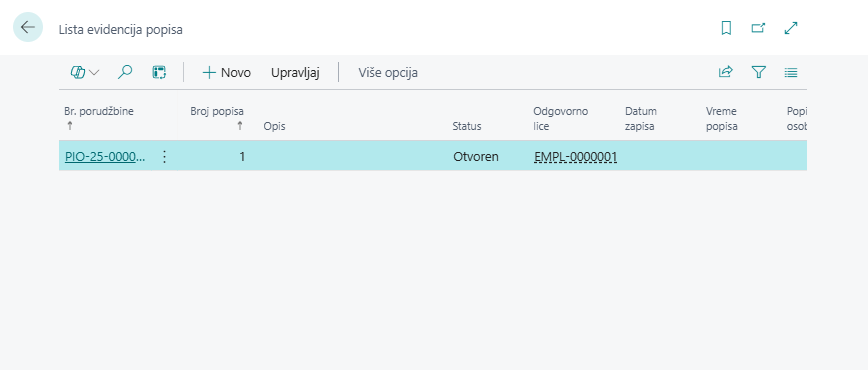 Lista evidencija popisa
Novo
Upravljaj
Više opcija
Br. porudžbine
Broj popisa
Opis
Status
Odgovorno
lice
Datum
zapisa
Vreme
popisa
Popi
osob
PIO-25-0000...
1
Otvoren
EMPL-0000001